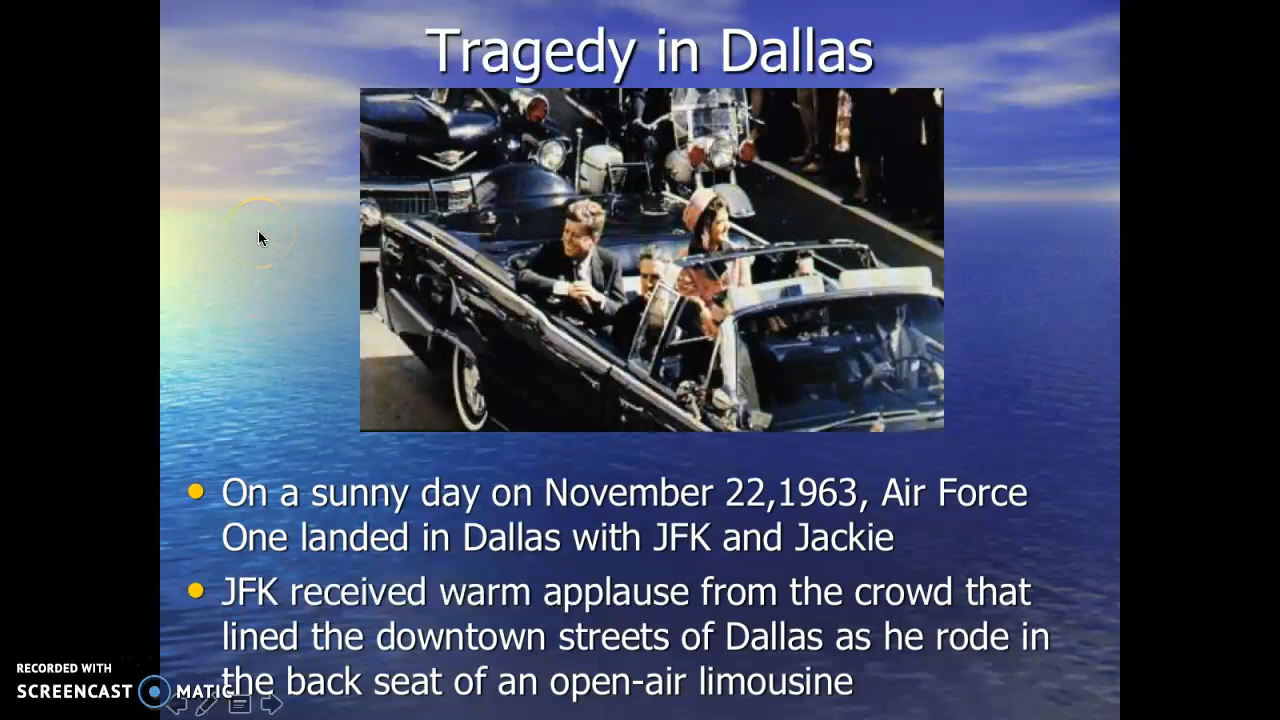 Tragedy in Dallas
On a sunny day on November 22,1963, Air Force
One landed in Dallas with JFK and Jackie
JFK received warm applause from the crowd that
lined the downtown streets of Dallas as he rode in
the back seat of an open-air limousine
RECORDED WITH
SCREENCAST MATIC